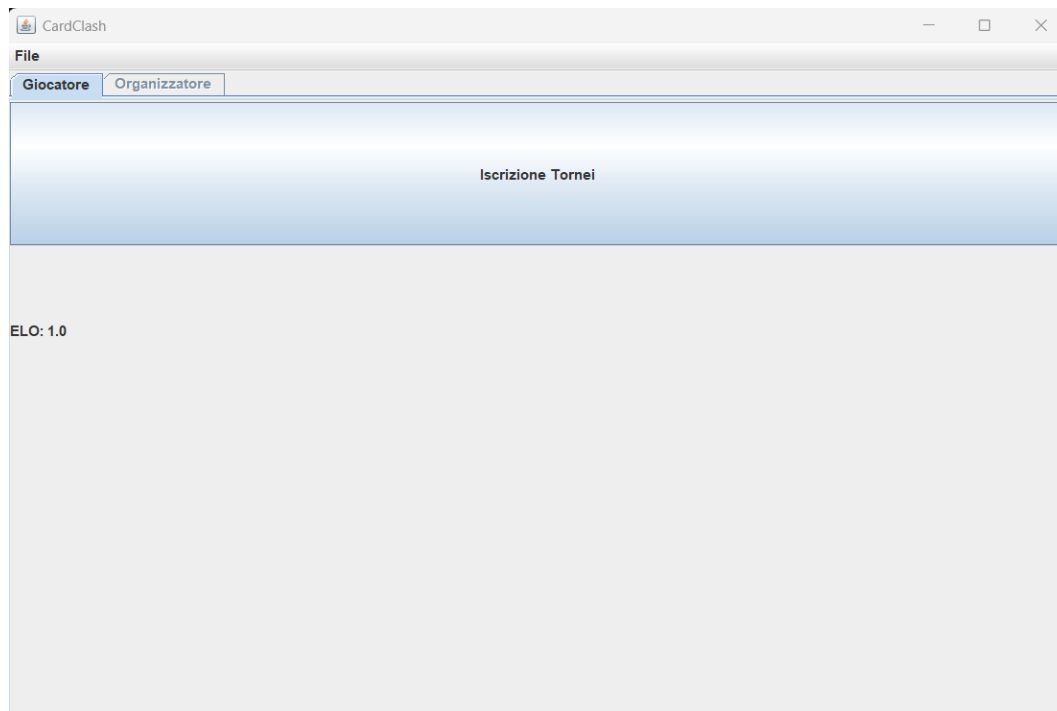 CardClash
File
Giocatore Organizzatore
Iscrizione Tornei
ELO: 1.0